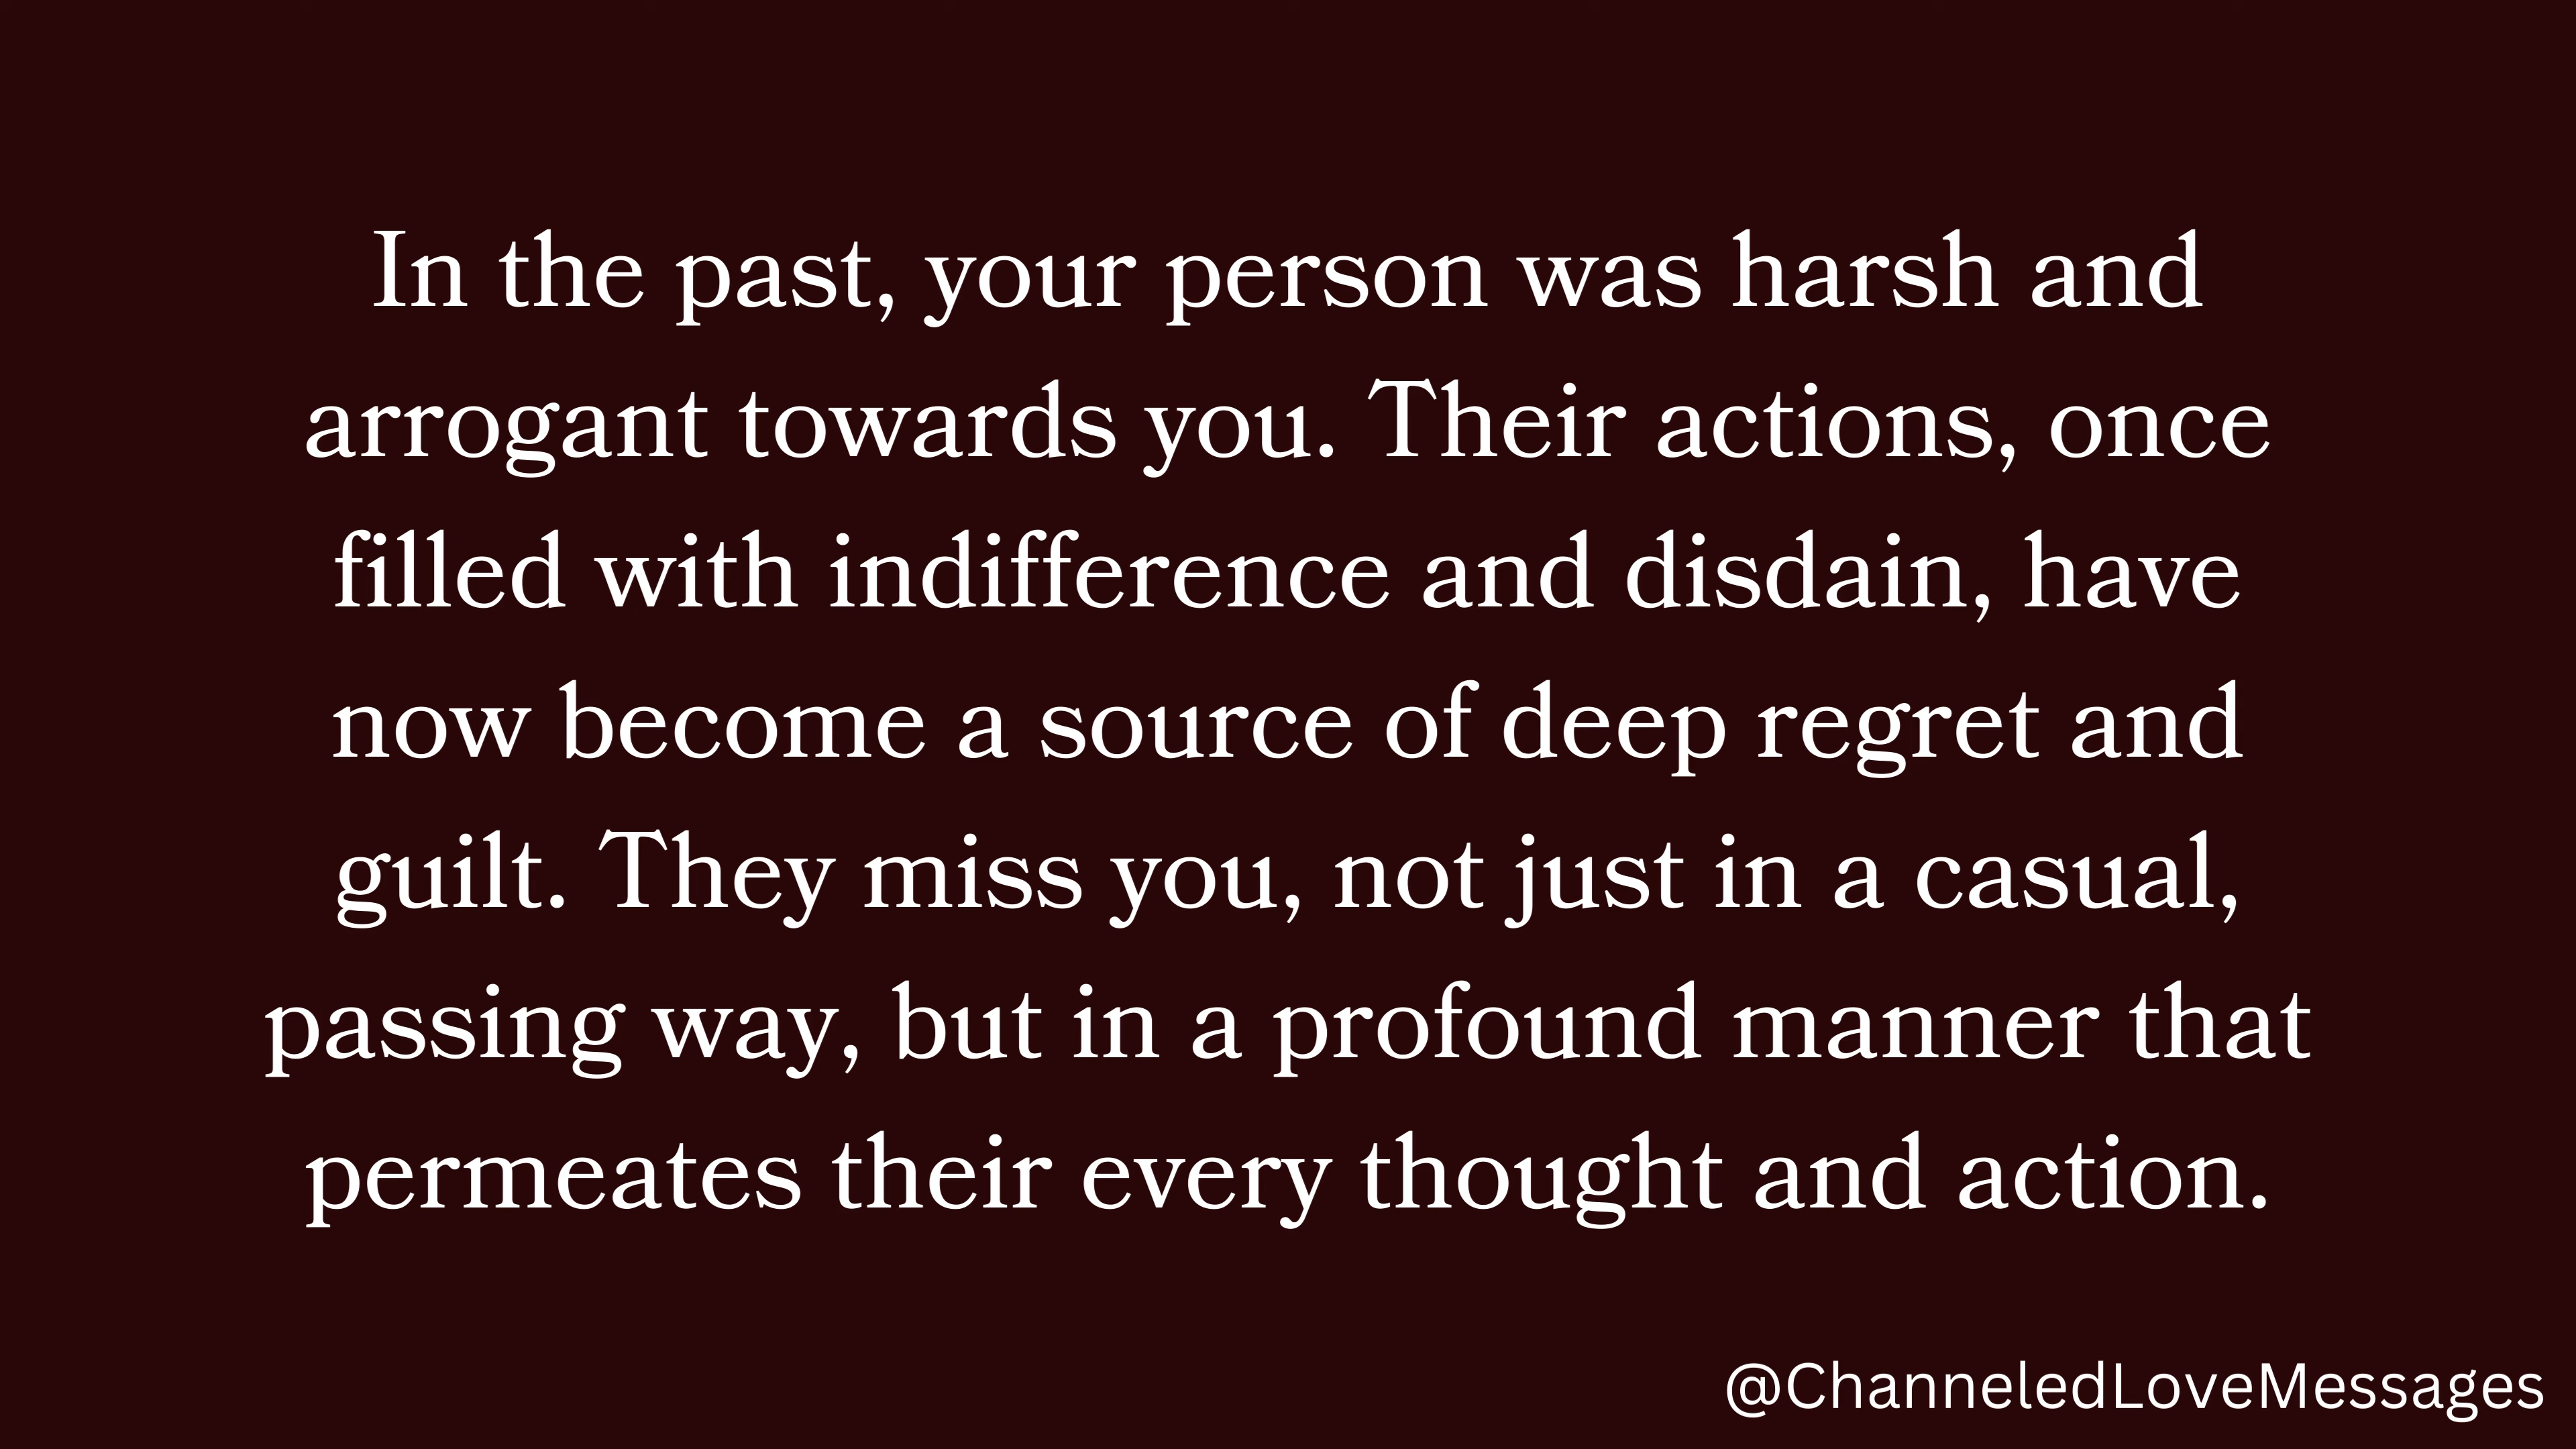 In the past, your person was harsh and
arrogant towards you. Their actions, once
filled with indifference and disdain, have
now become a source of deep regret and
guilt. They miss you, not just in a casual,
passing way, but in a profound manner that
permeates their every thought and action.
@ChanneledLoveMessages